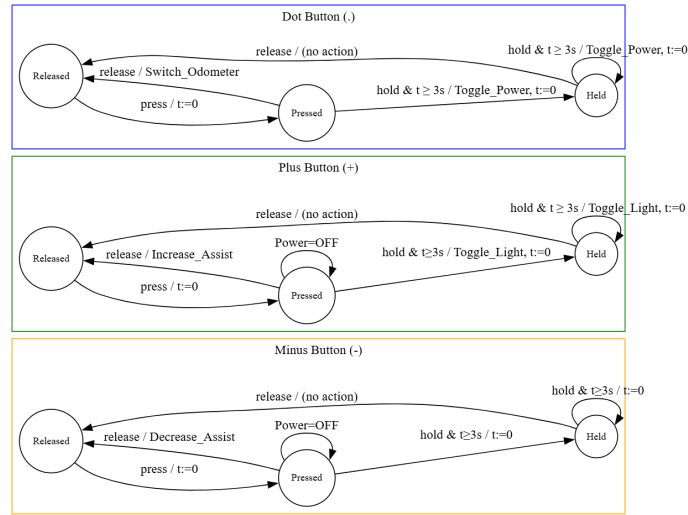 Dot Button (.)
hold & t ≥ 3s / Toggle_Power, t:=0
release / (no action)
Released
release / Switch_Odometer
hold & t ≥ 3s / Toggle_Power, t:=0
Held
press / t:=0
Pressed
Plus Button (+)
hold & t ≥ 3s / Toggle_Light, t:=0
release / (no action)
Power=OFF
Released
release / Increase_Assist
hold & t≥3s / Toggle_Light, t:=0
Held
press / t:=0
Pressed
Minus Button (-)
hold & t≥3s / t:=0
release / (no action)
Power=OFF
Released
release / Decrease_Assist
hold & t≥3s / t:=0
Held
press / t:=0
Pressed